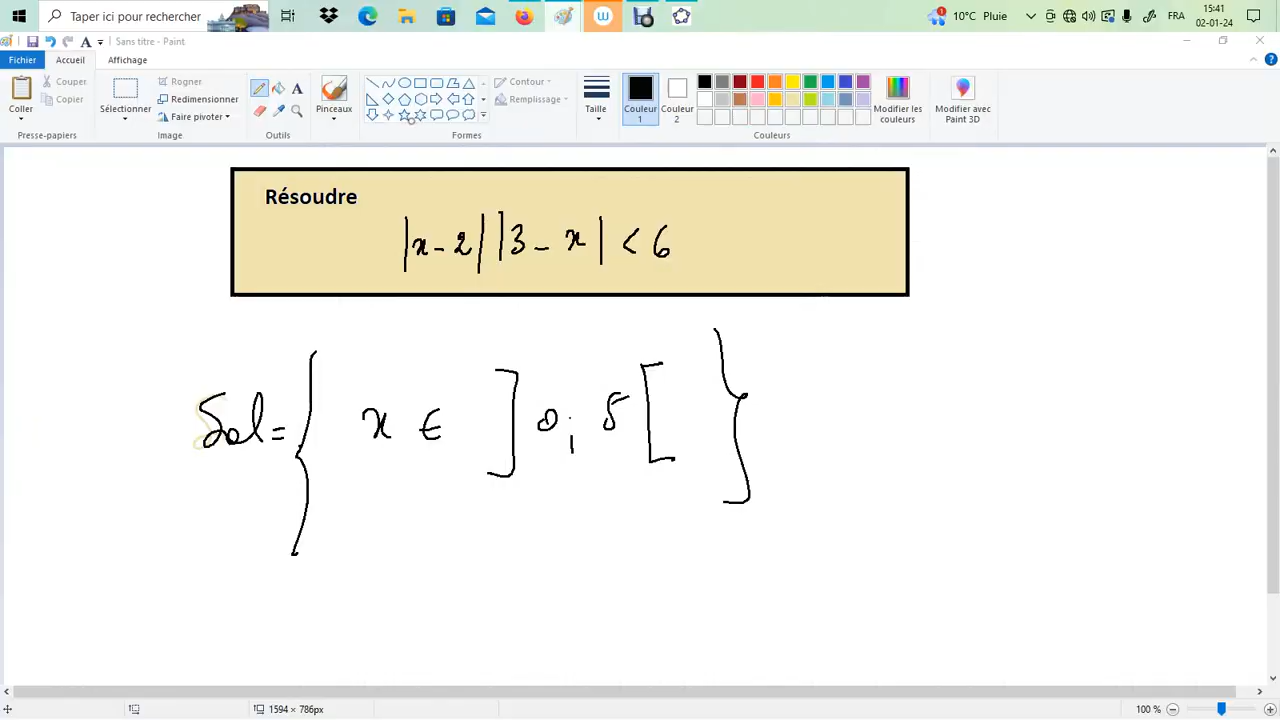 Taper ici pour rechercher
10°C Pluie
FRA
15:41
02-01-24
Sans titre - Paint
Fichier
Accueil
Affichage
Coller
Couper
Copier
Presse-papiers
Sélectionner
Rogner
Redimensionner
Faire pivoter
Image
A
Outils
Pinceaux
Formes
Contour
Remplissage
Taille
Couleur 1
Couleur 2
Modifier les couleurs
Couleurs
Modifier avec Paint 3D
Résoudre
|x-2| |3-x| < 6
Sol = { x ∈ ] 0 ; 5 [ }
1594 × 786px
100 %